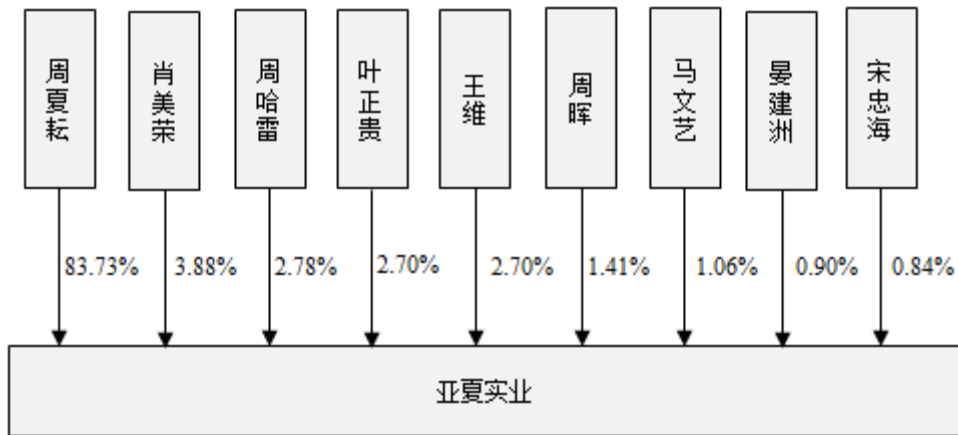 周夏耘
肖美荣
周哈雷
叶正贵
王维
周晖
马文艺
晏建洲
宋忠海
83.73%
3.88%
2.78%
2.70%
2.70%
1.41%
1.06%
0.90%
0.84%
亚夏实业